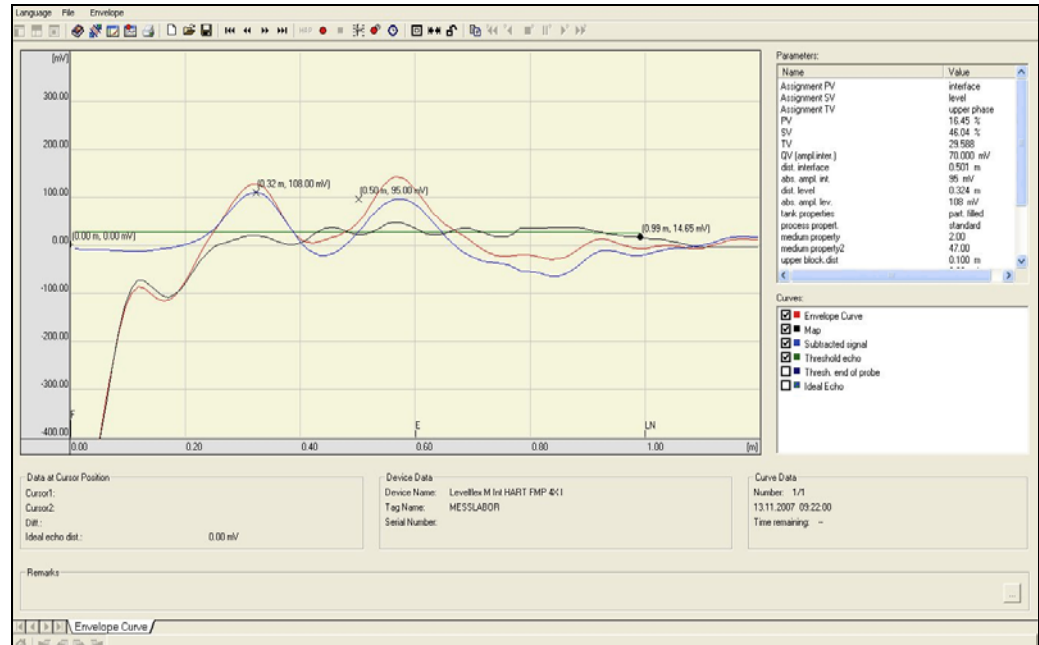 Language File Envelope
[mV]
300.00
200.00
100.00
0.00
-100.00
-200.00
-300.00
-400.00
(0.00 m, 0.00 mV)
(0.32 m, 108.00 mV)
(0.50 m, 95.00 mV)
(0.99 m, 14.65 mV)
F
E
LN
0.00 0.20 0.40 0.60 0.80 1.00 [m]
Parameters:
Name Value
Assignment PV interface
Assignment SV level
Assignment TV upper phase
PV 16.45 %
SV 46.04 %
TV 29.588
QV (ampl.inter.) 70.000 mV
dist. interface 0.501 m
abs. ampl. int. 95 mV
dist. level 0.324 m
abs. ampl. lev. 108 mV
tank properties part. filled
process propert. standard
medium property 2.00
medium property2 47.00
upper block.dist 0.100 m
Curves:
Envelope Curve
Map
Subtracted signal
Threshold echo
Thresh. end of probe
Ideal Echo
Data at Cursor Position
Cursor1:
Cursor2:
Diff.:
Ideal echo dist.: 0.00 mV
Device Data
Device Name: Levelflex M Int HART FMP 4X I
Tag Name: MESSLABOR
Serial Number:
Curve Data
Number: 1/1
13.11.2007 09:22:00
Time remaining: –
Remarks
...
Envelope Curve